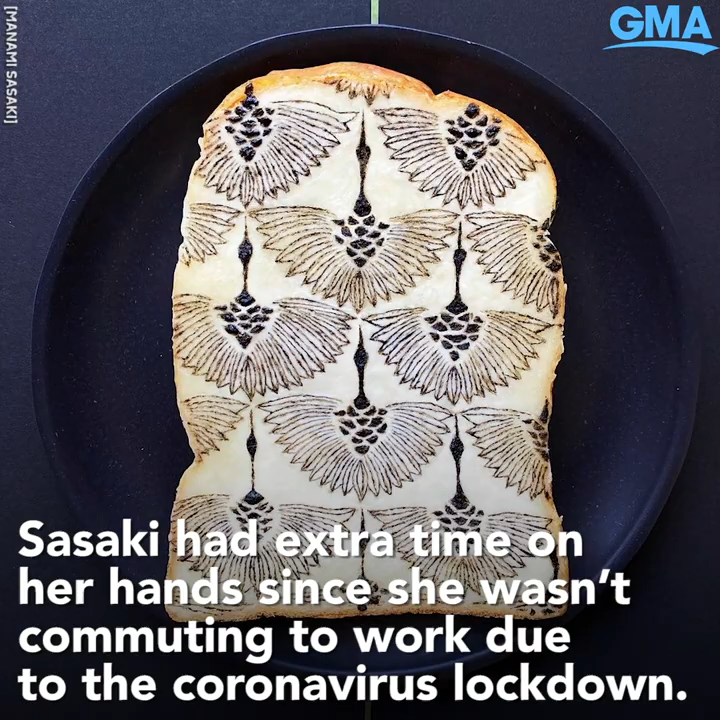 [MANAMI SASAKI]
GMA
Sasaki had extra time on
her hands since she wasn't
commuting to work due
to the coronavirus lockdown.